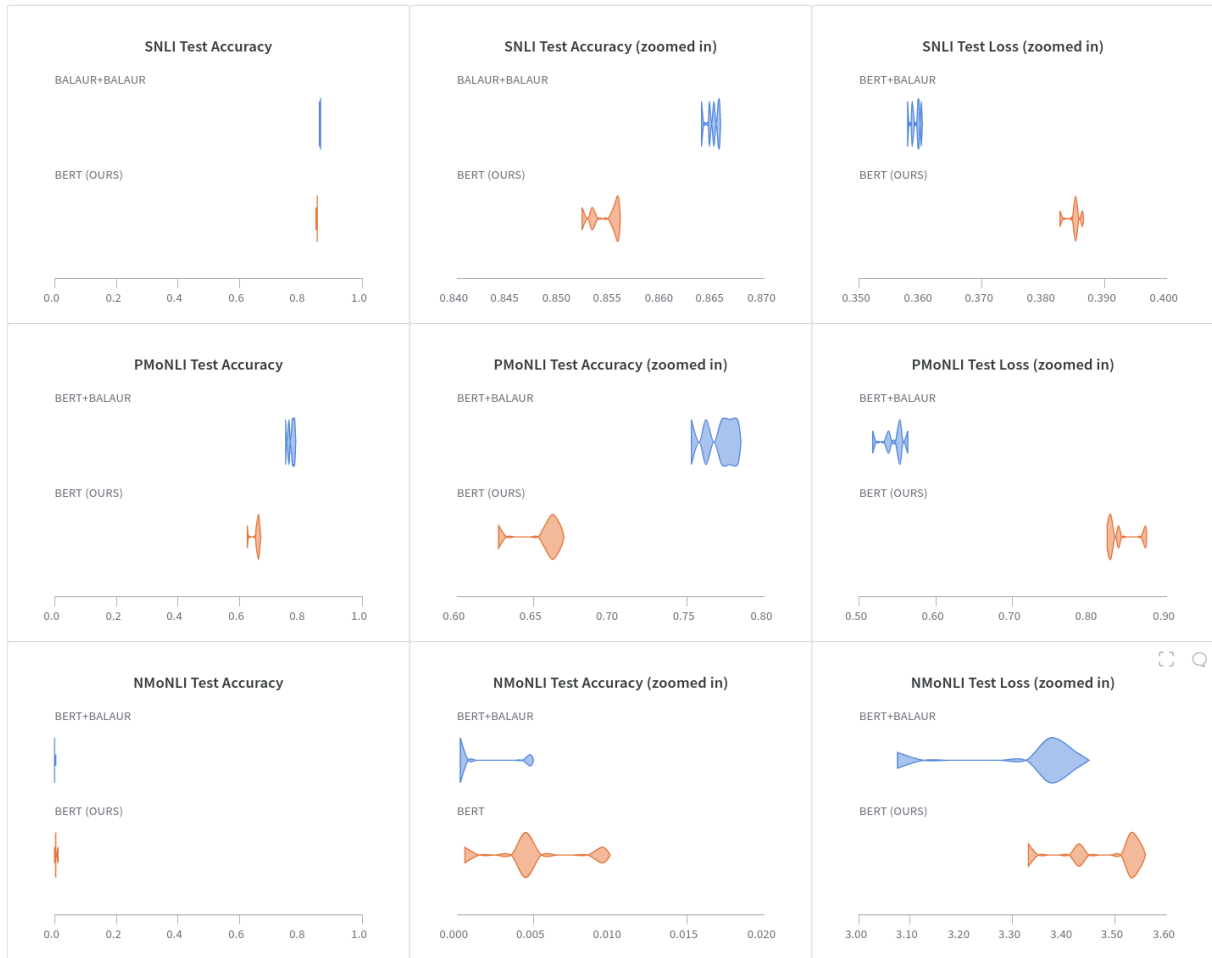 SNLI Test Accuracy
BALAUR+BALAUR
BERT (OURS)
0.0 0.2 0.4 0.6 0.8 1.0
SNLI Test Accuracy (zoomed in)
BALAUR+BALAUR
BERT (OURS)
0.840 0.845 0.850 0.855 0.860 0.865 0.870
SNLI Test Loss (zoomed in)
BERT+BALAUR
BERT (OURS)
0.350 0.360 0.370 0.380 0.390 0.400
PMoNLI Test Accuracy
BERT+BALAUR
BERT (OURS)
0.0 0.2 0.4 0.6 0.8 1.0
PMoNLI Test Accuracy (zoomed in)
BERT+BALAUR
BERT (OURS)
0.60 0.65 0.70 0.75 0.80
PMoNLI Test Loss (zoomed in)
BERT+BALAUR
BERT (OURS)
0.50 0.60 0.70 0.80 0.90
NMoNLI Test Accuracy
BERT+BALAUR
BERT (OURS)
0.0 0.2 0.4 0.6 0.8 1.0
NMoNLI Test Accuracy (zoomed in)
BERT+BALAUR
BERT
0.000 0.005 0.010 0.015 0.020
NMoNLI Test Loss (zoomed in)
BERT+BALAUR
BERT (OURS)
3.00 3.10 3.20 3.30 3.40 3.50 3.60